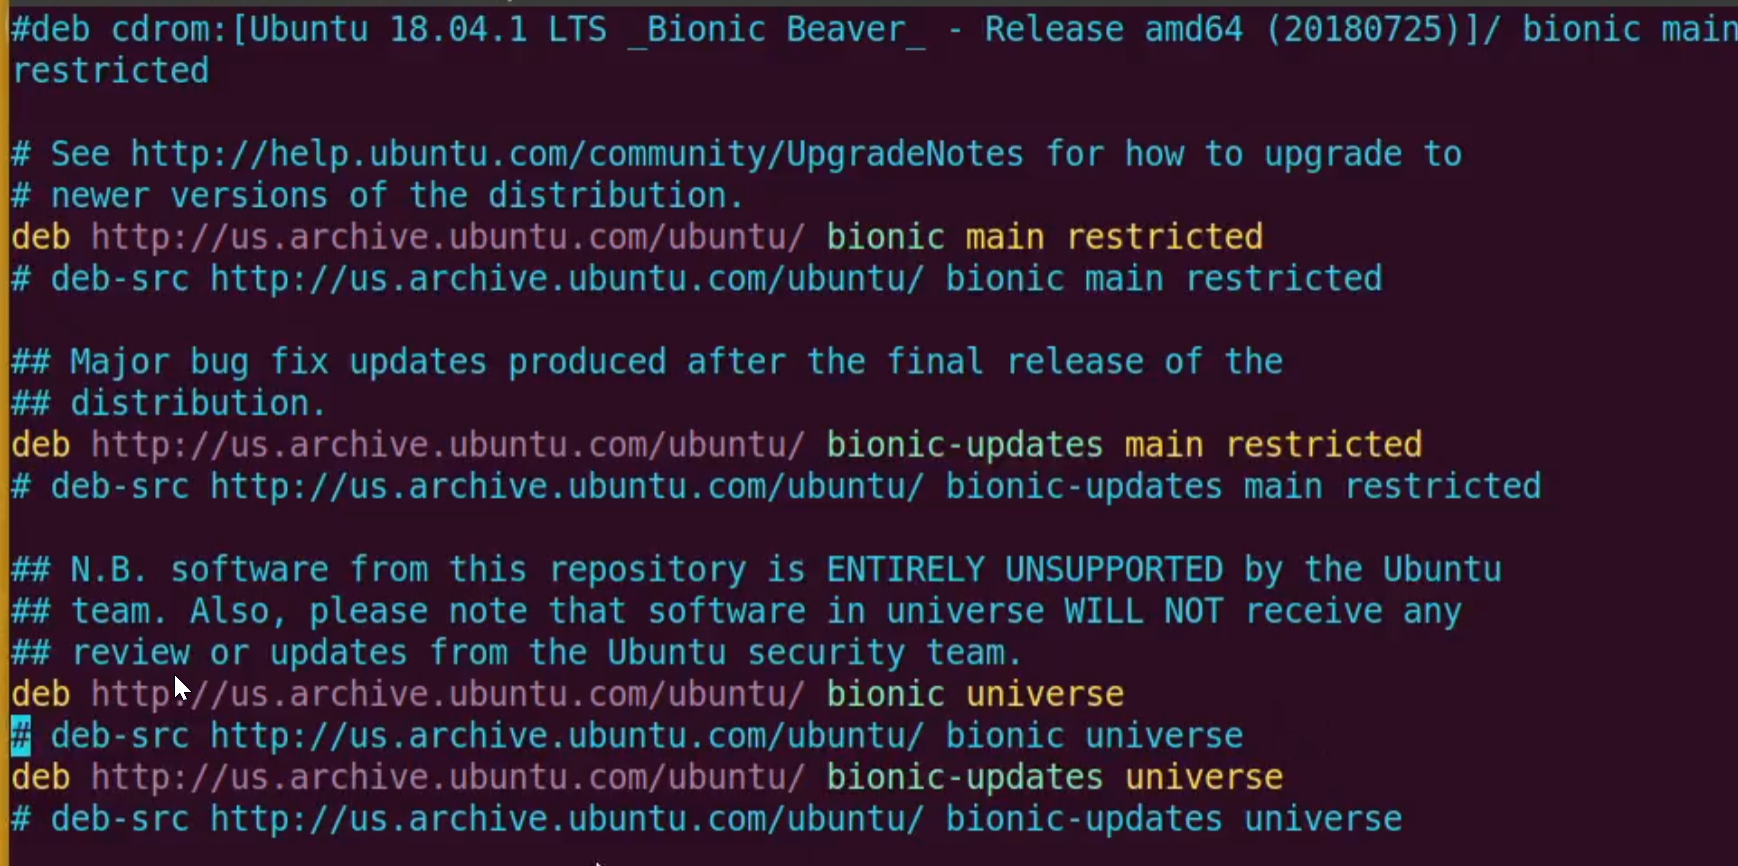 #deb cdrom:[Ubuntu 18.04.1 LTS _Bionic Beaver_ - Release amd64 (20180725)]/ bionic main
restricted
# See http://help.ubuntu.com/community/UpgradeNotes for how to upgrade to
# newer versions of the distribution.
deb http://us.archive.ubuntu.com/ubuntu/ bionic main restricted
# deb-src http://us.archive.ubuntu.com/ubuntu/ bionic main restricted
## Major bug fix updates produced after the final release of the
## distribution.
deb http://us.archive.ubuntu.com/ubuntu/ bionic-updates main restricted
# deb-src http://us.archive.ubuntu.com/ubuntu/ bionic-updates main restricted
## N.B. software from this repository is ENTIRELY UNSUPPORTED by the Ubuntu
## team. Also, please note that software in universe WILL NOT receive any
## review or updates from the Ubuntu security team.
deb http://us.archive.ubuntu.com/ubuntu/ bionic universe
# deb-src http://us.archive.ubuntu.com/ubuntu/ bionic universe
deb http://us.archive.ubuntu.com/ubuntu/ bionic-updates universe
# deb-src http://us.archive.ubuntu.com/ubuntu/ bionic-updates universe